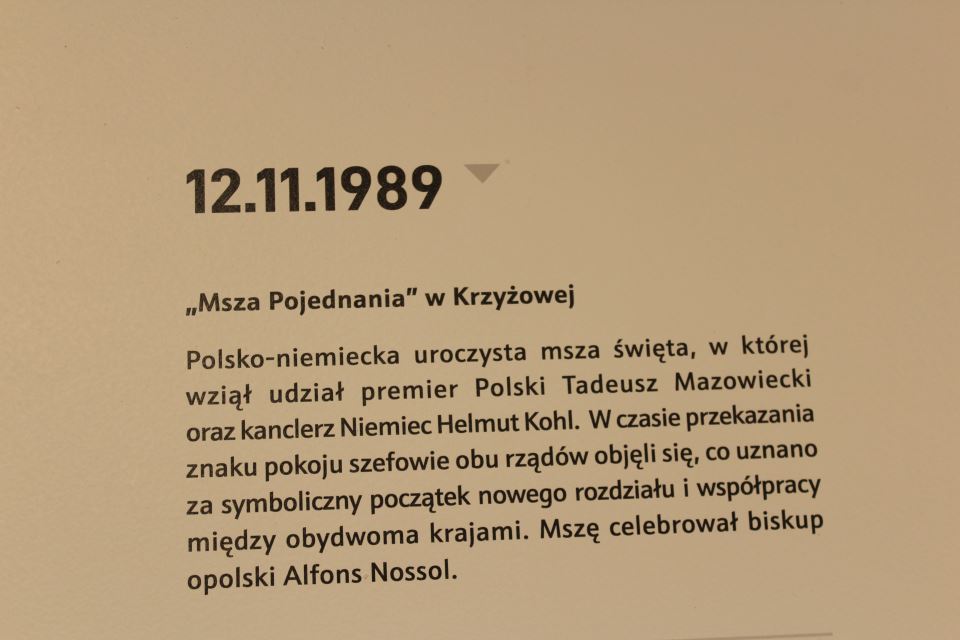 12.11.1989
„Msza Pojednania” w Krzyżowej
Polsko-niemiecka uroczysta msza święta, w której
wziął udział premier Polski Tadeusz Mazowiecki
oraz kanclerz Niemiec Helmut Kohl. W czasie przekazania
znaku pokoju szefowie obu rządów objęli się, co uznano
za symboliczny początek nowego rozdziału i współpracy
między obydwoma krajami. Mszę celebrował biskup
opolski Alfons Nossol.